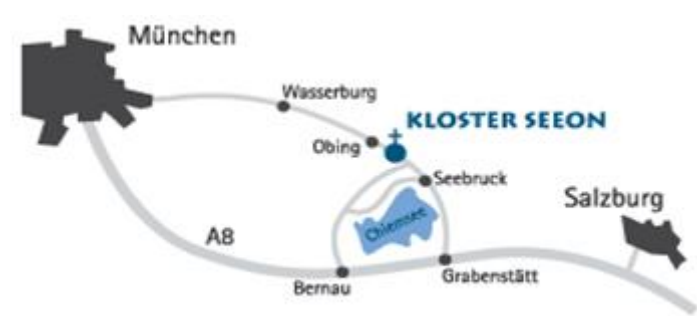 München
Wasserburg
KLOSTER SEEON
Obing
Seebruck
Salzburg
Chiemsee
A8
Grabenstätt
Bernau